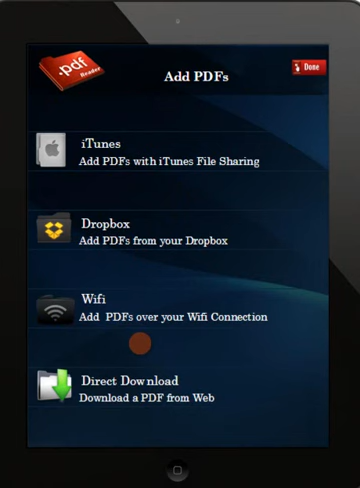 .pdf
Reader
Add PDFs
Done
iTunes
Add PDFs with iTunes File Sharing
Dropbox
Add PDFs from your Dropbox
Wifi
Add PDFs over your Wifi Connection
Direct Download
Download a PDF from Web